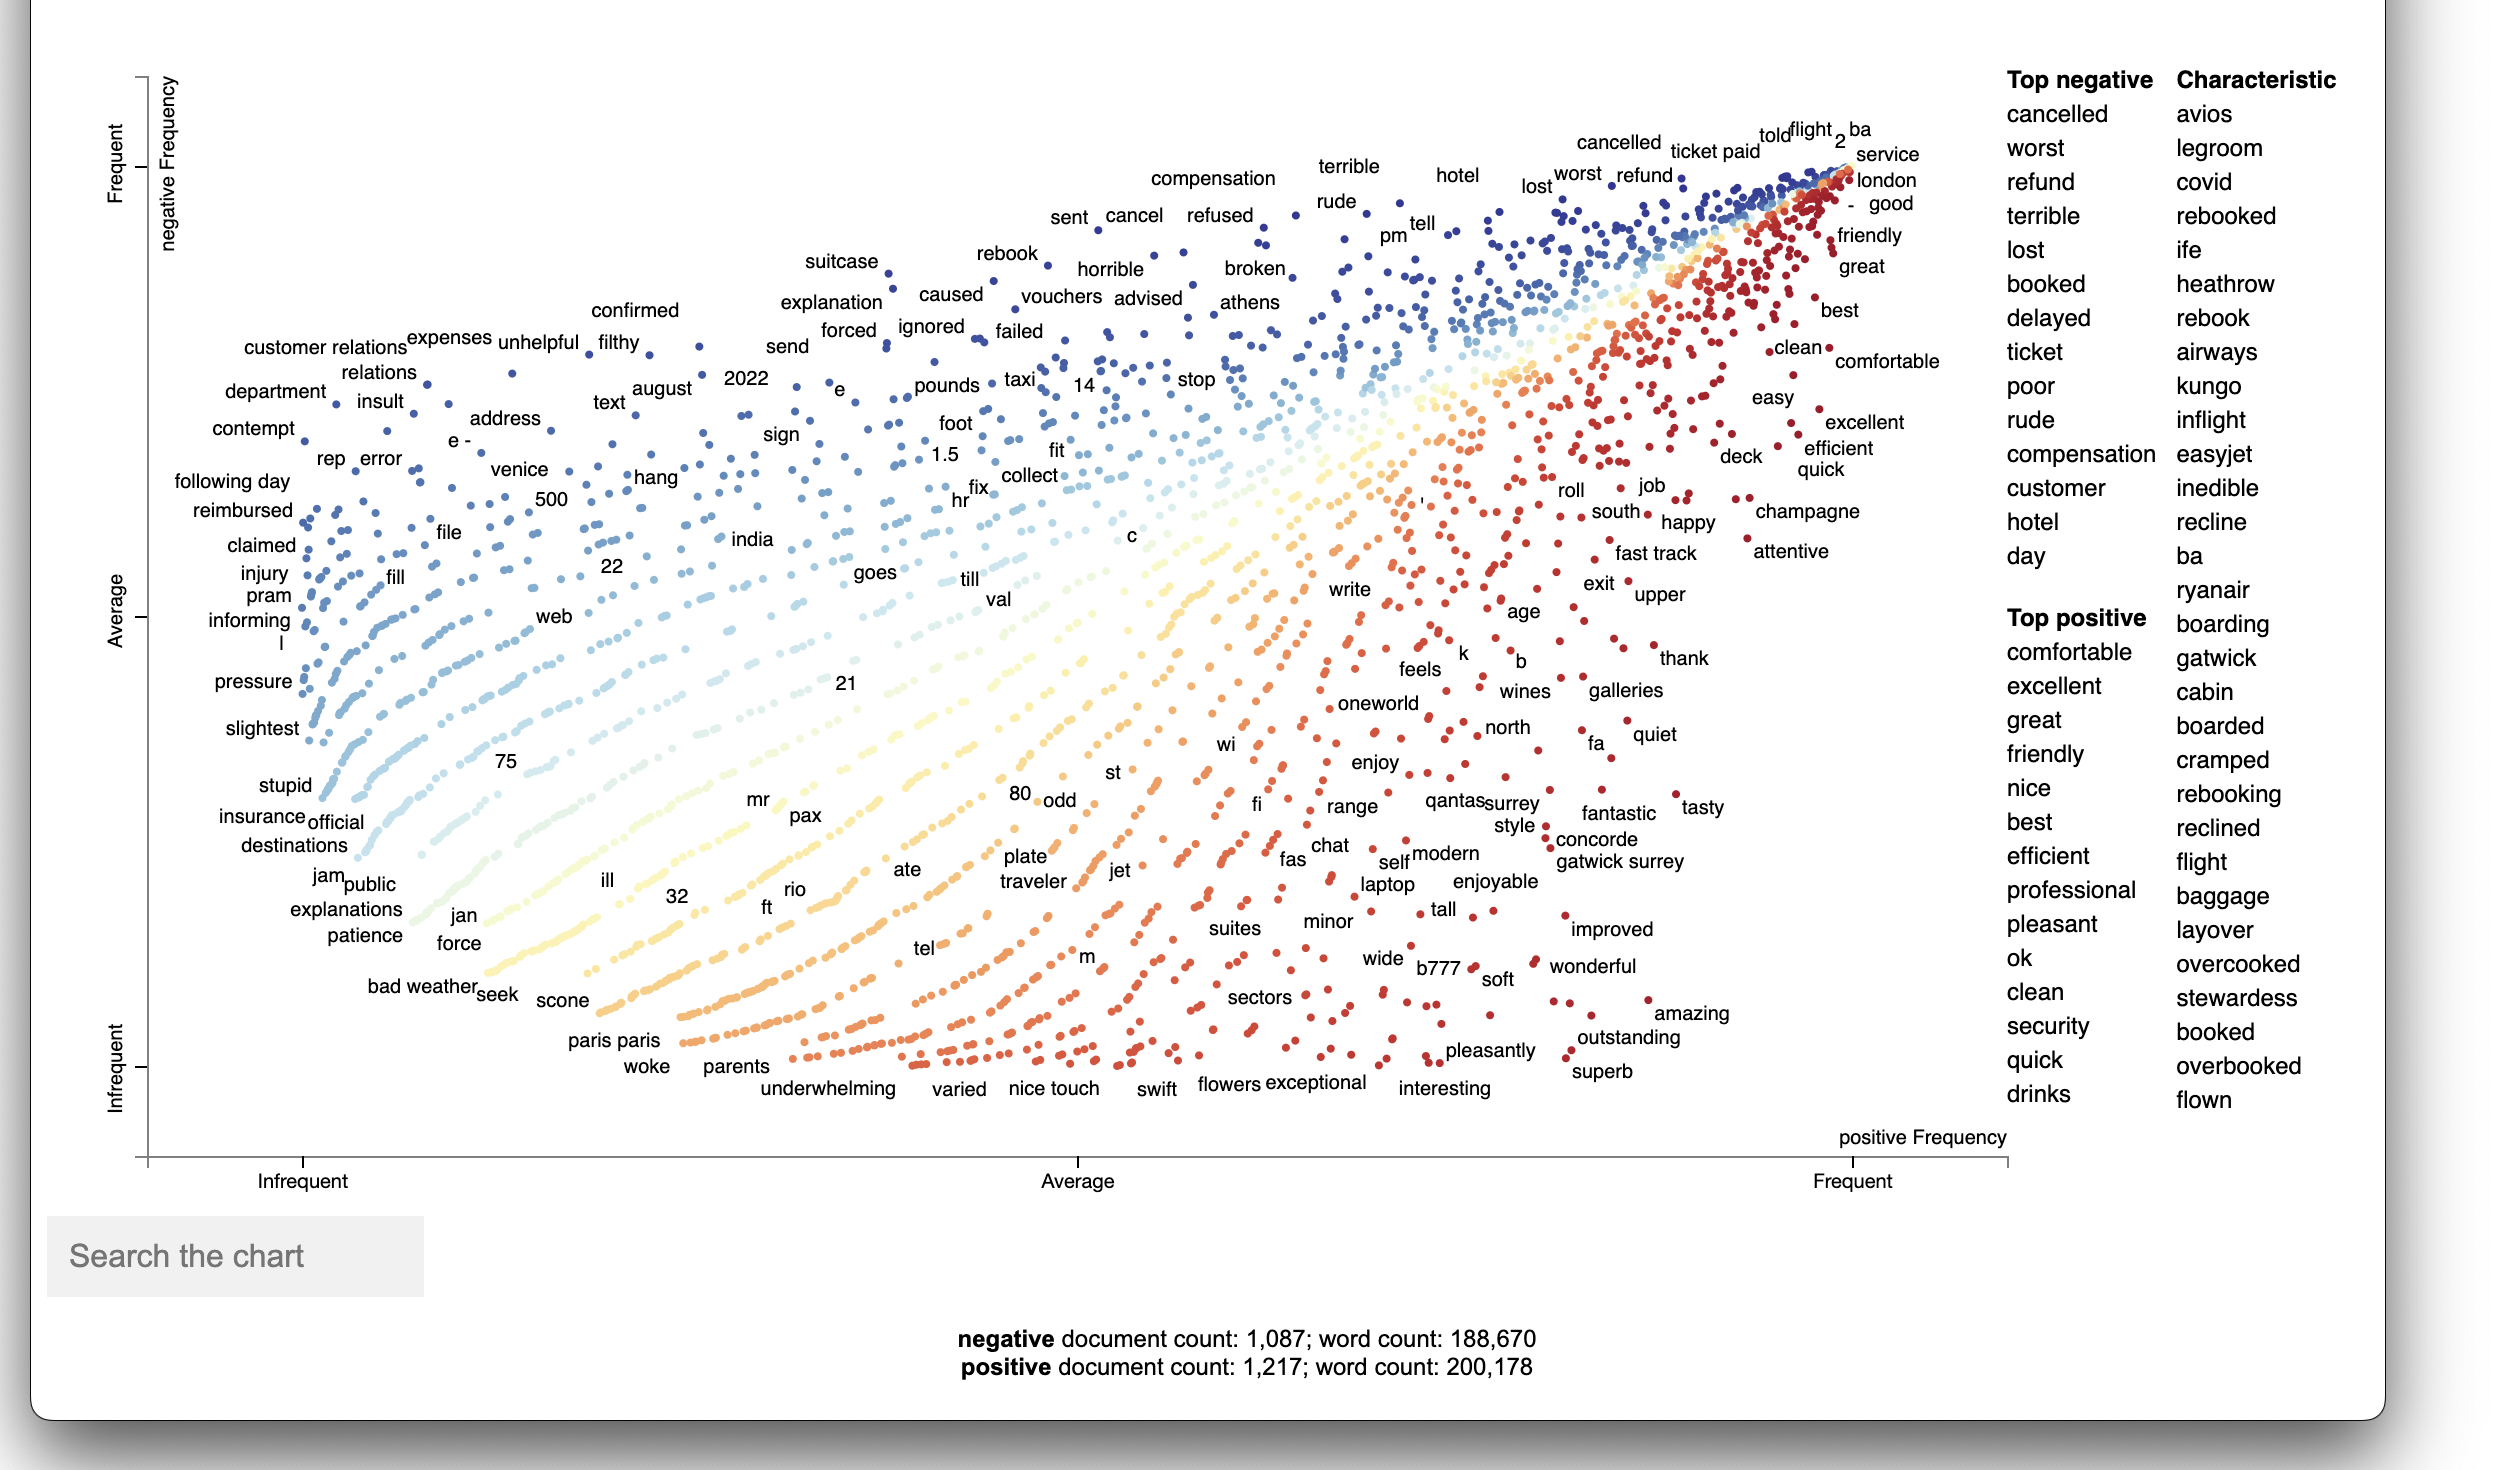 negative Frequency
Frequent
Average
Infrequent
told flight 2 ba
cancelled ticket paid
service
terrible
compensation hotel worst refund london
lost
rude good
sent cancel refused -
tell
pm friendly
rebook
suitcase horrible broken great
explanation caused vouchers advised athens
confirmed best
forced ignored failed
expenses unhelpful filthy
customer relations send clean
relations comfortable
2022
department august e pounds taxi 14 stop
insult text easy
address
contempt sign foot excellent
e -
rep error 1.5 fit efficient
venice deck
following day hang collect quick
fix
500 hr roll job
reimbursed ' south happy champagne
file india c
claimed fast track attentive
injury fill 22 goes till
pram val write exit upper
informing web age
l
k b thank
pressure 21 feels
wines galleries
oneworld
slightest north
wi fa quiet
75 st enjoy
stupid 80 odd
mr fi range qantas surrey fantastic tasty
insurance official pax style
destinations chat concorde
plate fas self modern gatwick surrey
jam public ill ate traveler jet laptop enjoyable
32 rio
explanations jan ft tall
patience force suites minor improved
tel m
wide b777 wonderful
bad weather seek scone sectors soft
amazing
paris paris outstanding
woke parents pleasantly superb
underwhelming varied nice touch swift flowers exceptional interesting
positive Frequency
Infrequent
Average
Frequent
Top negative
cancelled
worst
refund
terrible
lost
booked
delayed
ticket
poor
rude
compensation
customer
hotel
day
Top positive
comfortable
excellent
great
friendly
nice
best
efficient
professional
pleasant
ok
clean
security
quick
drinks
Characteristic
avios
legroom
covid
rebooked
ife
heathrow
rebook
airways
kungo
inflight
easyjet
inedible
recline
ba
ryanair
boarding
gatwick
cabin
boarded
cramped
rebooking
reclined
flight
baggage
layover
overcooked
stewardess
booked
overbooked
flown
Search the chart
negative document count: 1,087; word count: 188,670
positive document count: 1,217; word count: 200,178